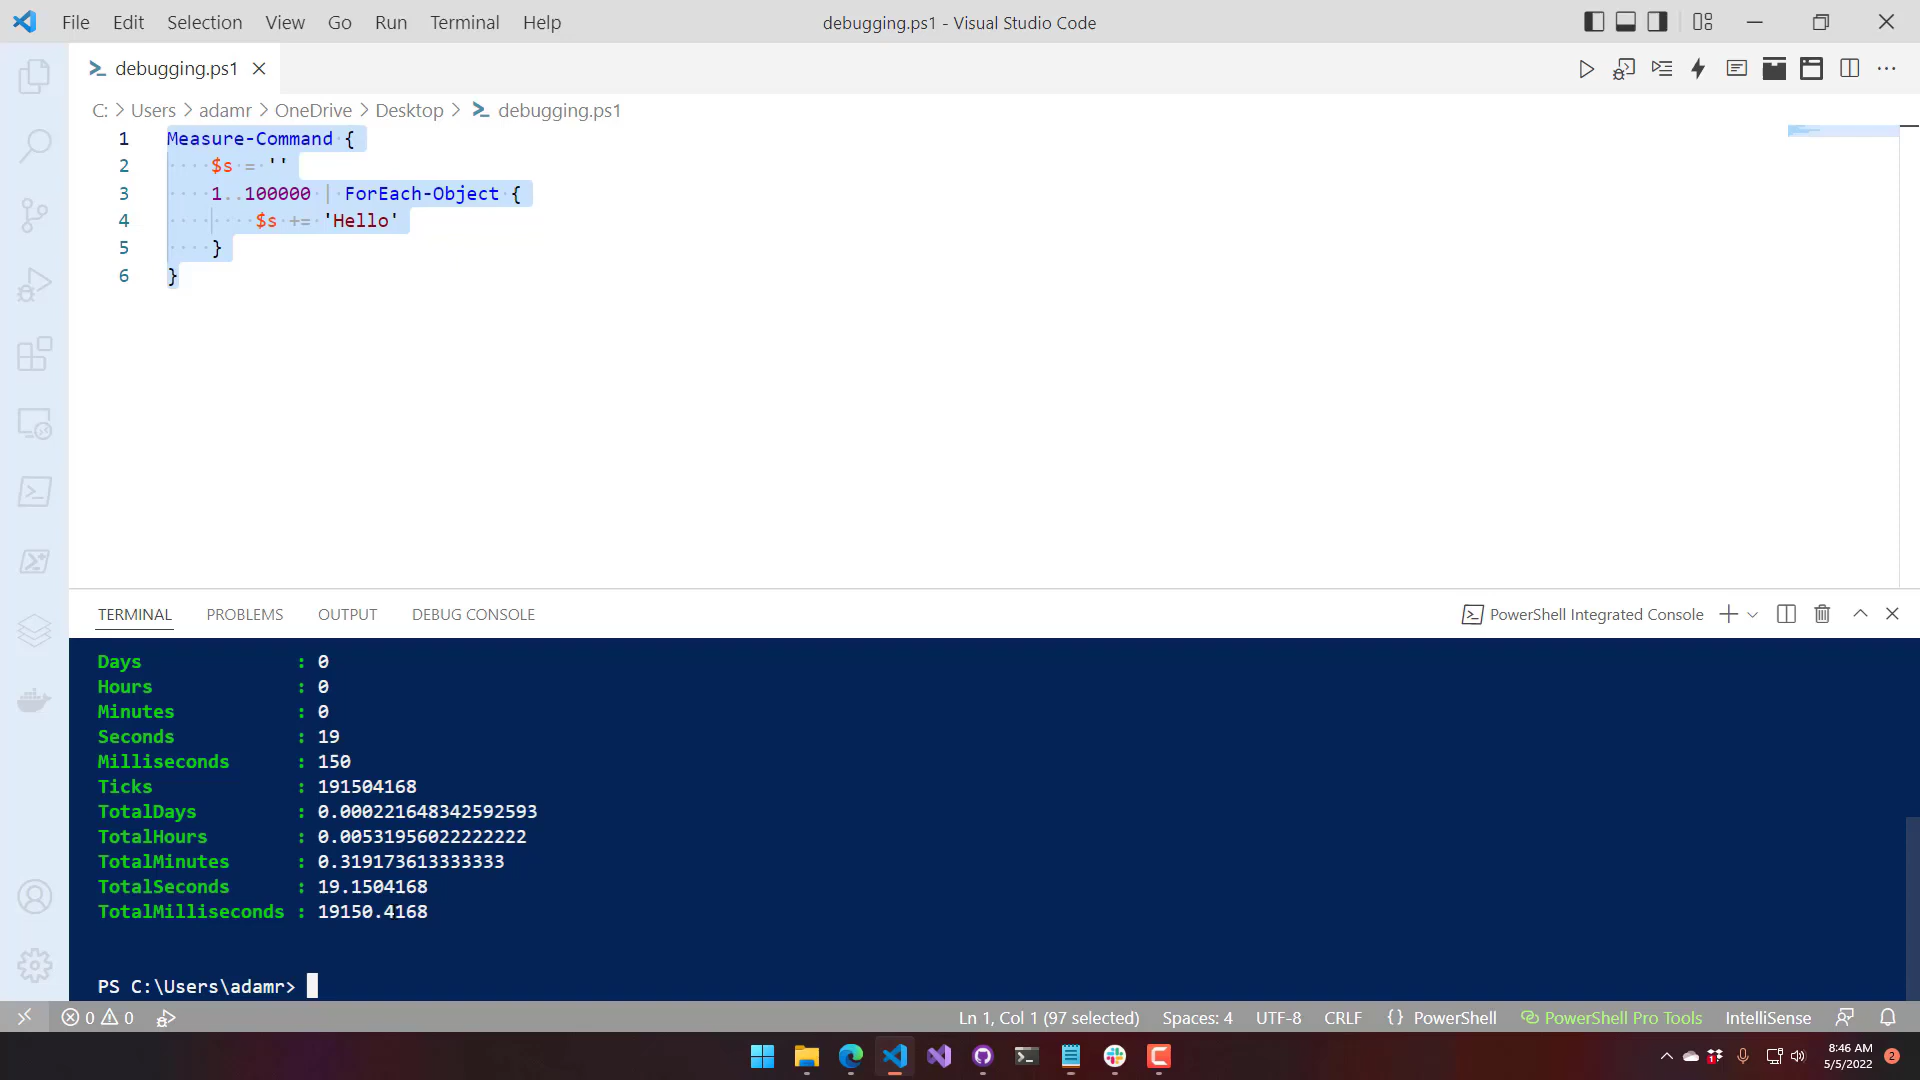 File Edit Selection View Go Run Terminal Help debugging.ps1 - Visual Studio Code
debugging.ps1
C: > Users > adamr > OneDrive > Desktop > debugging.ps1
1 Measure-Command {
2 $s = ''
3 1..100000 | ForEach-Object {
4 $s += 'Hello'
5 }
6 }
TERMINAL PROBLEMS OUTPUT DEBUG CONSOLE PowerShell Integrated Console
Days : 0
Hours : 0
Minutes : 0
Seconds : 19
Milliseconds : 150
Ticks : 191504168
TotalDays : 0.000221648342592593
TotalHours : 0.00531956022222222
TotalMinutes : 0.319173613333333
TotalSeconds : 19.1504168
TotalMilliseconds : 19150.4168
PS C:\Users\adamr>
0 0 Ln 1, Col 1 (97 selected) Spaces: 4 UTF-8 CRLF {} PowerShell PowerShell Pro Tools IntelliSense
8:46 AM
5/5/2022
2